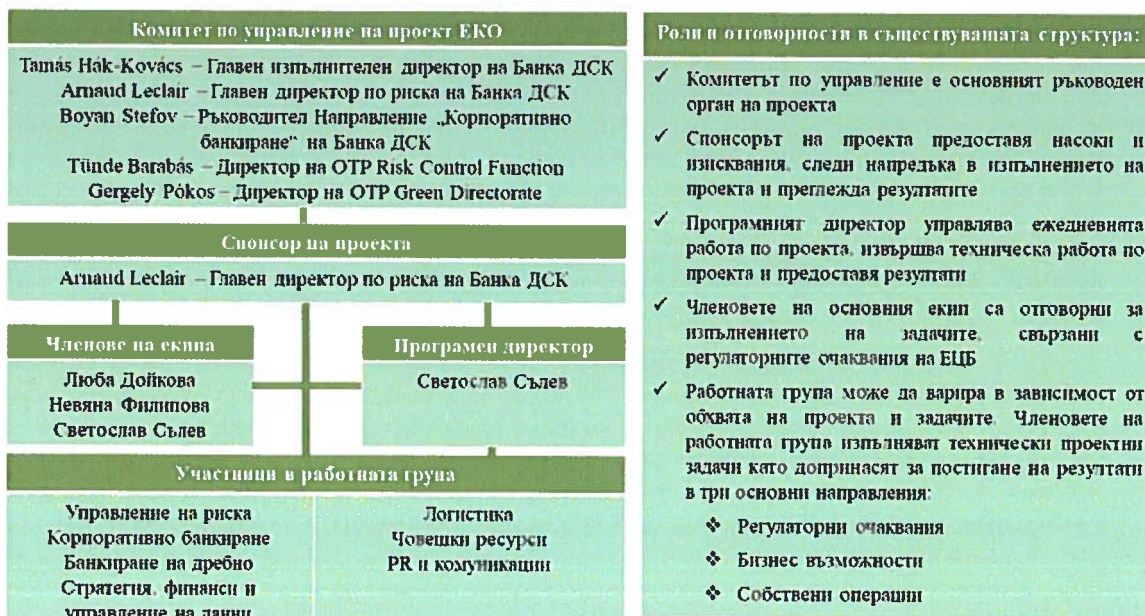 Комитет по управление на проект ЕКО
Tamás Hák-Kovács – Главен изпълнителен директор на Банка ДСК
Arnaud Leclair – Главен директор по риска на Банка ДСК
Boyan Stefov – Ръководител Направление „Корпоративно
банкиране“ на Банка ДСК
Tünde Barabás – Директор на OTP Risk Control Function
Gergely Pókos – Директор на OTP Green Directorate
Спонсор на проекта
Arnaud Leclair – Главен директор по риска на Банка ДСК
Членове на екипа
Люба Дойкова
Невяна Филипова
Светослав Сълев
Програмен директор
Светослав Сълев
Участници в работната група
Управление на риска
Корпоративно банкиране
Банкиране на дребно
Стратегия, финанси и
управление на данни
Логистика
Човешки ресурси
PR и комуникации
Роли и отговорности в съществуващата структура:
✓ Комитетът по управление е основният ръководен
орган на проекта
✓ Спонсорът на проекта предоставя насоки и
изисквания, следи напредъка в изпълнението на
проекта и преглежда резултатите
✓ Програмният директор управлява ежедневната
работа по проекта, извършва техническа работа по
проекта и предоставя резултати
✓ Членовете на основния екип са отговорни за
изпълнението на задачите, свързани с
регулаторните очаквания на ЕЦБ
✓ Работната група може да варира в зависимост от
обхвата на проекта и задачите. Членовете на
работната група изпълняват технически проектни
задачи като допринасят за постигане на резултати
в три основни направления:
❖ Регулаторни очаквания
❖ Бизнес възможности
❖ Собствени операции